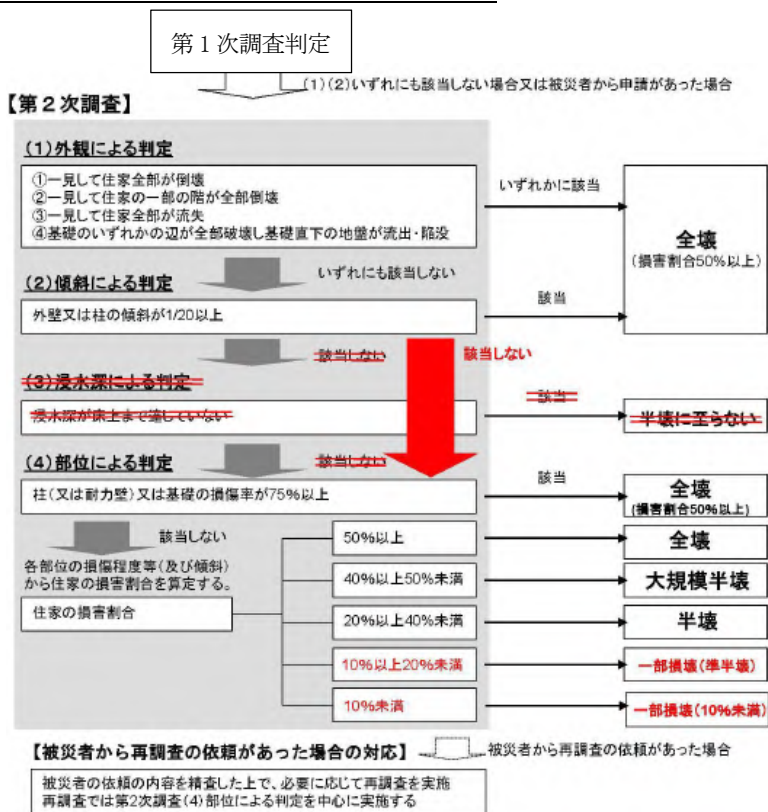 第1次調査判定
(1)(2)いずれにも該当しない場合又は被災者から申請があった場合
【第2次調査】
(1)外観による判定
①一見して住家全部が倒壊
②一見して住家の一部の階が全部倒壊
③一見して住家全部が流失
④基礎のいずれかの辺が全部破壊し基礎直下の地盤が流出・陥没
いずれかに該当
全壊
(損害割合50%以上)
いずれにも該当しない
(2)傾斜による判定
外壁又は柱の傾斜が1/20以上
該当
該当しない
該当しない
(3)浸水深による判定
浸水深が床上まで達していない
該当
半壊に至らない
(4)部位による判定
該当しない
柱(又は耐力壁)又は基礎の損傷率が75%以上
該当
全壊
(損害割合50%以上)
該当しない
各部位の損傷程度等(及び傾斜)
から住家の損害割合を算定する。
住家の損害割合
50%以上
全壊
40%以上50%未満
大規模半壊
20%以上40%未満
半壊
10%以上20%未満
一部損壊(準半壊)
10%未満
一部損壊(10%未満)
【被災者から再調査の依頼があった場合の対応】
被災者から再調査の依頼があった場合
被災者の依頼の内容を精査した上で、必要に応じて再調査を実施
再調査では第2次調査(4)部位による判定を中心に実施する